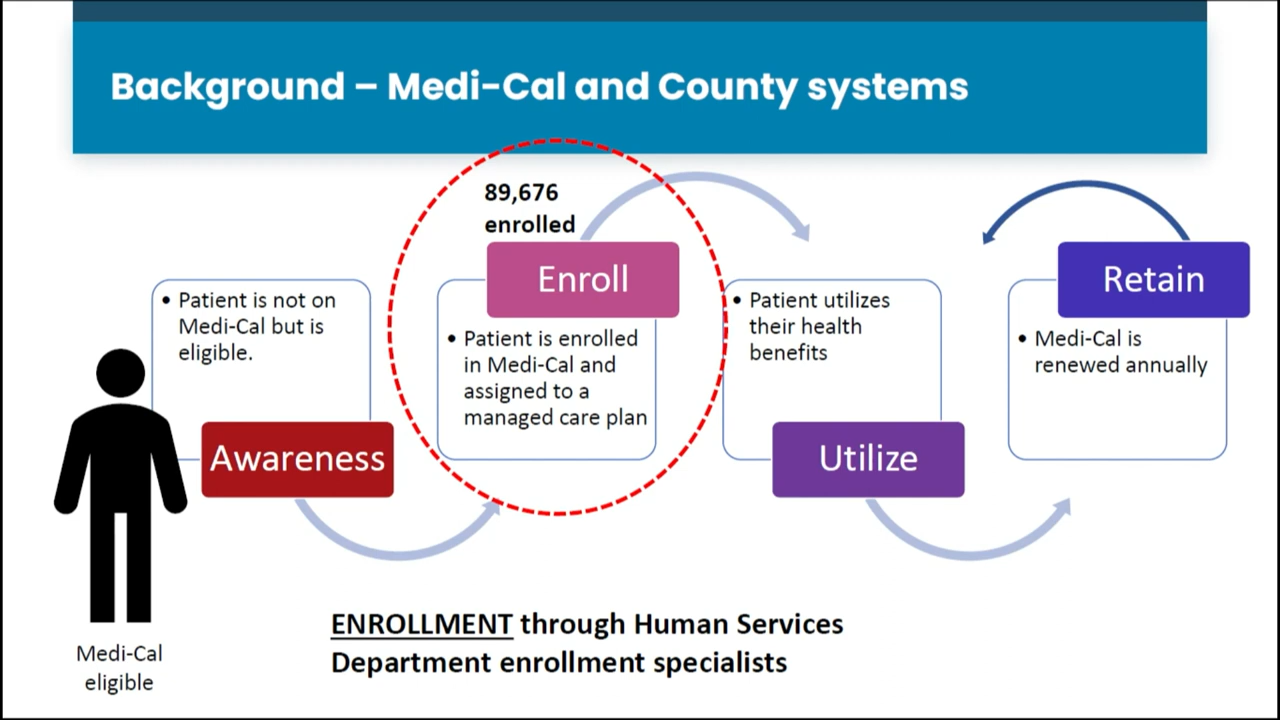 Background – Medi-Cal and County systems
89,676
enrolled
Enroll
Retain
• Patient is not on
Medi-Cal but is
eligible.
• Patient is enrolled
in Medi-Cal and
assigned to a
managed care plan
• Patient utilizes
their health
benefits
• Medi-Cal is
renewed annually
Awareness
Utilize
ENROLLMENT through Human Services
Department enrollment specialists
Medi-Cal
eligible